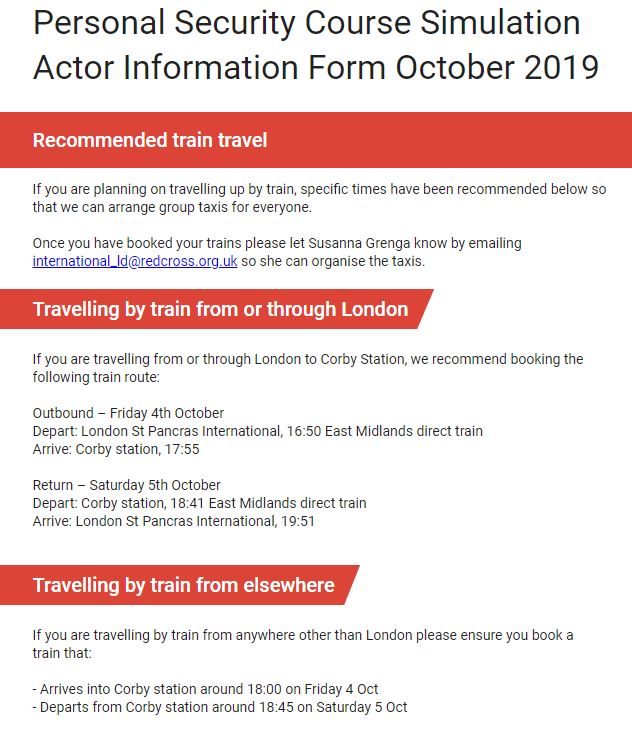 Personal Security Course Simulation
Actor Information Form October 2019
Recommended train travel
If you are planning on travelling up by train, specific times have been recommended below so
that we can arrange group taxis for everyone.
Once you have booked your trains please let Susanna Grenga know by emailing
international_ld@redcross.org.uk so she can organise the taxis.
Travelling by train from or through London
If you are travelling from or through London to Corby Station, we recommend booking the
following train route:
Outbound – Friday 4th October
Depart: London St Pancras International, 16:50 East Midlands direct train
Arrive: Corby station, 17:55
Return – Saturday 5th October
Depart: Corby station, 18:41 East Midlands direct train
Arrive: London St Pancras International, 19:51
Travelling by train from elsewhere
If you are travelling by train from anywhere other than London please ensure you book a
train that:
- Arrives into Corby station around 18:00 on Friday 4 Oct
- Departs from Corby station around 18:45 on Saturday 5 Oct